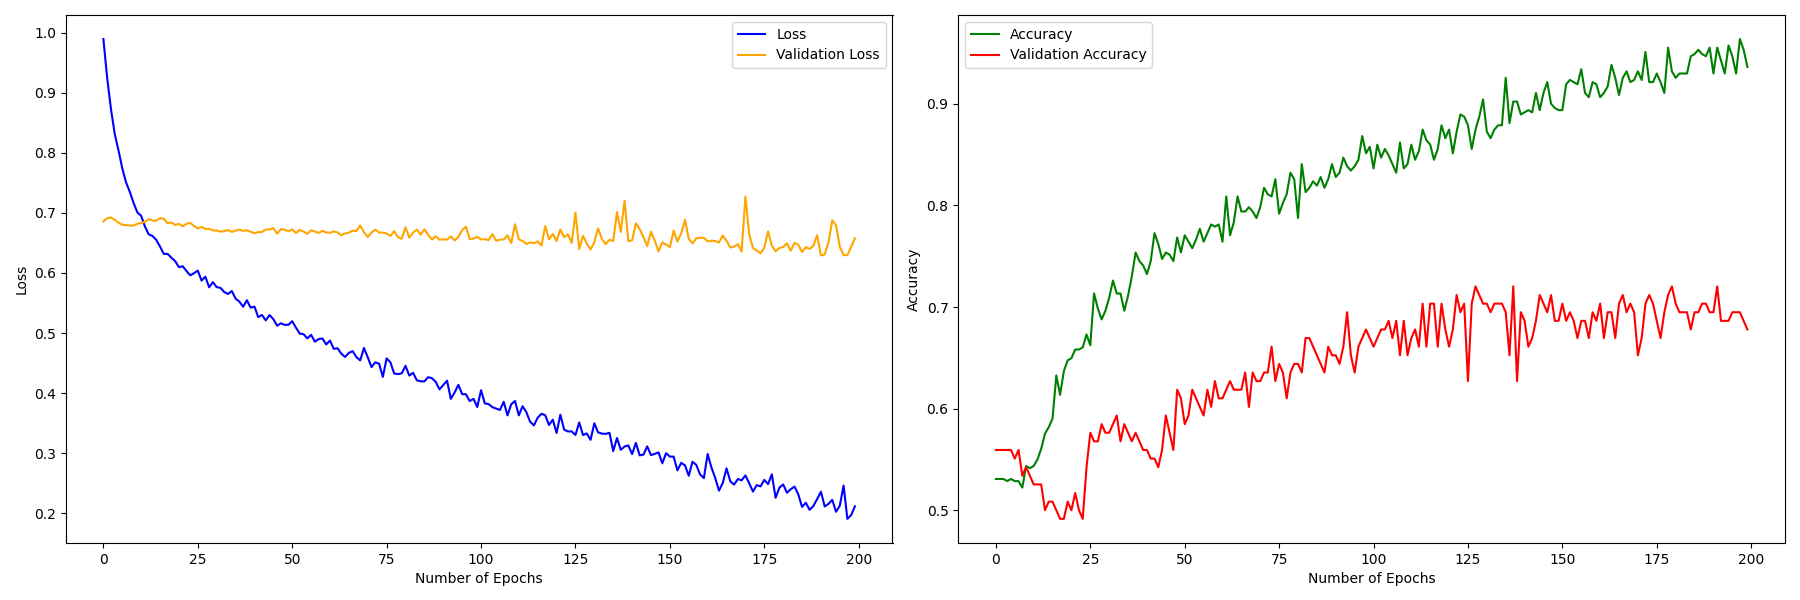 1.0
0.9
0.8
0.7
0.6
0.5
0.4
0.3
0.2
Loss
Loss
Validation Loss
0 25 50 75 100 125 150 175 200
Number of Epochs
0.9
0.8
0.7
0.6
0.5
Accuracy
Accuracy
Validation Accuracy
0 25 50 75 100 125 150 175 200
Number of Epochs